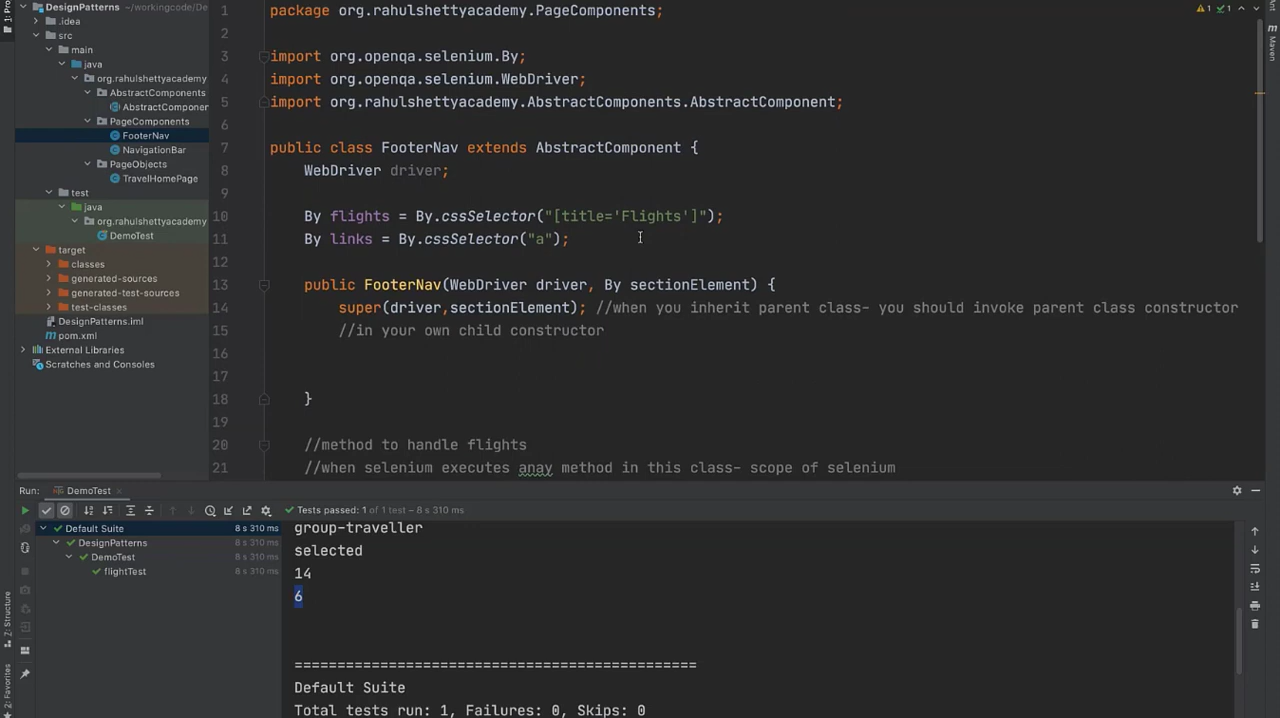 DesignPatterns ~/workingcode/De
.idea
src
main
java
org.rahulshettyacademy
AbstractComponents
AbstractComponen
PageComponents
FooterNav
NavigationBar
PageObjects
TravelHomePage
test
java
org.rahulshettyacademy
DemoTest
target
classes
generated-sources
generated-test-sources
test-classes
DesignPatterns.iml
pom.xml
External Libraries
Scratches and Consoles
1 package org.rahulshettyacademy.PageComponents;
2
3 import org.openqa.selenium.By;
4 import org.openqa.selenium.WebDriver;
5 import org.rahulshettyacademy.AbstractComponents.AbstractComponent;
6
7 public class FooterNav extends AbstractComponent {
8 WebDriver driver;
9
10 By flights = By.cssSelector("[title='Flights']");
11 By links = By.cssSelector("a");
12
13 public FooterNav(WebDriver driver, By sectionElement) {
14 super(driver,sectionElement); //when you inherit parent class- you should invoke parent class constructor
15 //in your own child constructor
16
17
18 }
19
20 //method to handle flights
21 //when selenium executes anay method in this class- scope of selenium
1 1
Maven
Run: DemoTest
Tests passed: 1 of 1 test – 8 s 310 ms
Default Suite 8 s 310 ms
DesignPatterns 8 s 310 ms
DemoTest 8 s 310 ms
flightTest 8 s 310 ms
group-traveller
selected
14
6
===============================================
Default Suite
Total tests run: 1, Failures: 0, Skips: 0
Z: Structure
2: Favorites